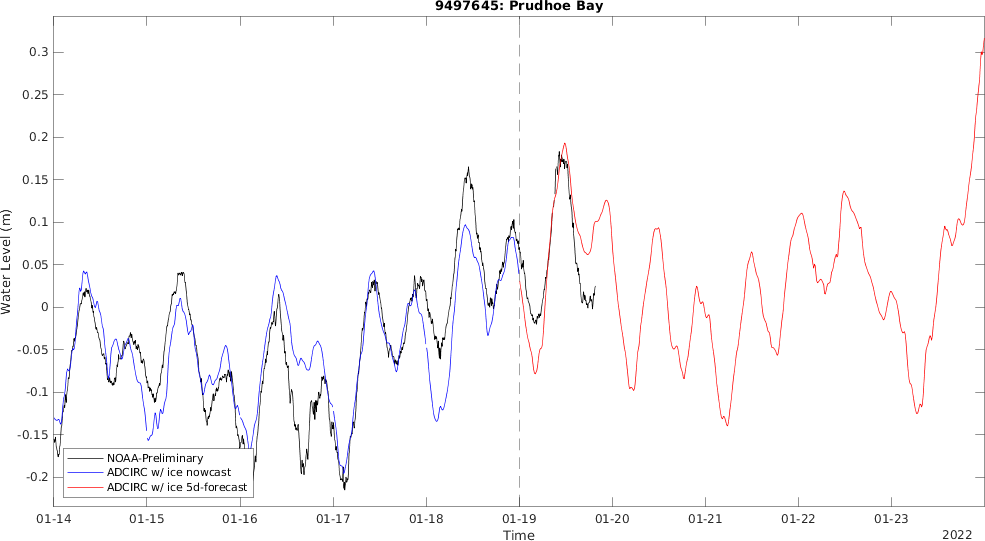 9497645: Prudhoe Bay
0.3
0.25
0.2
0.15
0.1
0.05
0
-0.05
-0.1
-0.15
-0.2
Water Level (m)
NOAA-Preliminary
ADCIRC w/ ice nowcast
ADCIRC w/ ice 5d-forecast
01-14 01-15 01-16 01-17 01-18 01-19 01-20 01-21 01-22 01-23
Time
2022